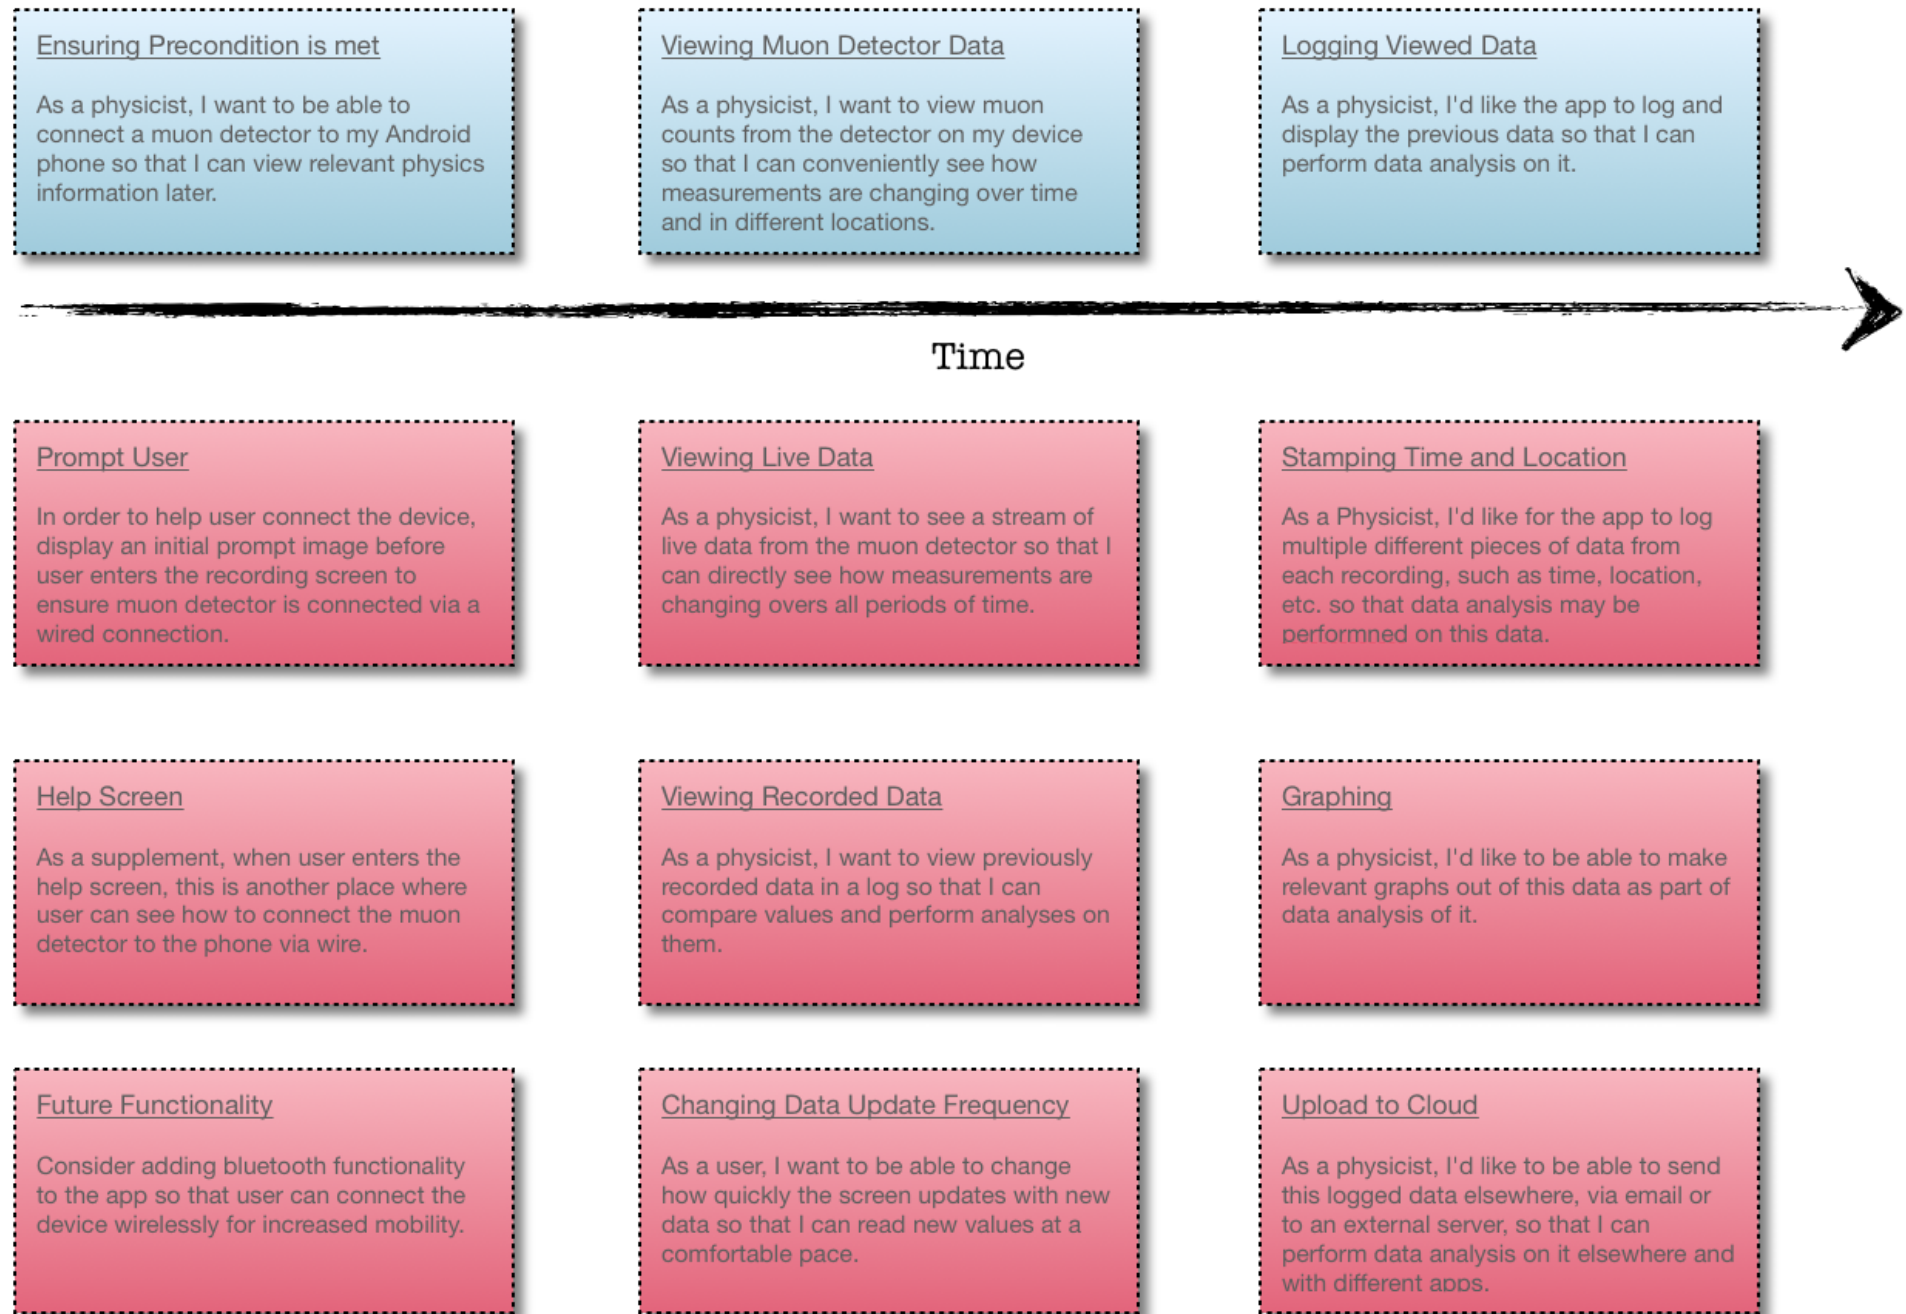 Ensuring Precondition is met
As a physicist, I want to be able to
connect a muon detector to my Android
phone so that I can view relevant physics
information later.
Viewing Muon Detector Data
As a physicist, I want to view muon
counts from the detector on my device
so that I can conveniently see how
measurements are changing over time
and in different locations.
Logging Viewed Data
As a physicist, I'd like the app to log and
display the previous data so that I can
perform data analysis on it.
Time
Prompt User
In order to help user connect the device,
display an initial prompt image before
user enters the recording screen to
ensure muon detector is connected via a
wired connection.
Viewing Live Data
As a physicist, I want to see a stream of
live data from the muon detector so that I
can directly see how measurements are
changing overs all periods of time.
Stamping Time and Location
As a Physicist, I'd like for the app to log
multiple different pieces of data from
each recording, such as time, location,
etc. so that data analysis may be
performned on this data.
Help Screen
As a supplement, when user enters the
help screen, this is another place where
user can see how to connect the muon
detector to the phone via wire.
Viewing Recorded Data
As a physicist, I want to view previously
recorded data in a log so that I can
compare values and perform analyses on
them.
Graphing
As a physicist, I'd like to be able to make
relevant graphs out of this data as part of
data analysis of it.
Future Functionality
Consider adding bluetooth functionality
to the app so that user can connect the
device wirelessly for increased mobility.
Changing Data Update Frequency
As a user, I want to be able to change
how quickly the screen updates with new
data so that I can read new values at a
comfortable pace.
Upload to Cloud
As a physicist, I'd like to be able to send
this logged data elsewhere, via email or
to an external server, so that I can
perform data analysis on it elsewhere and
with different apps.